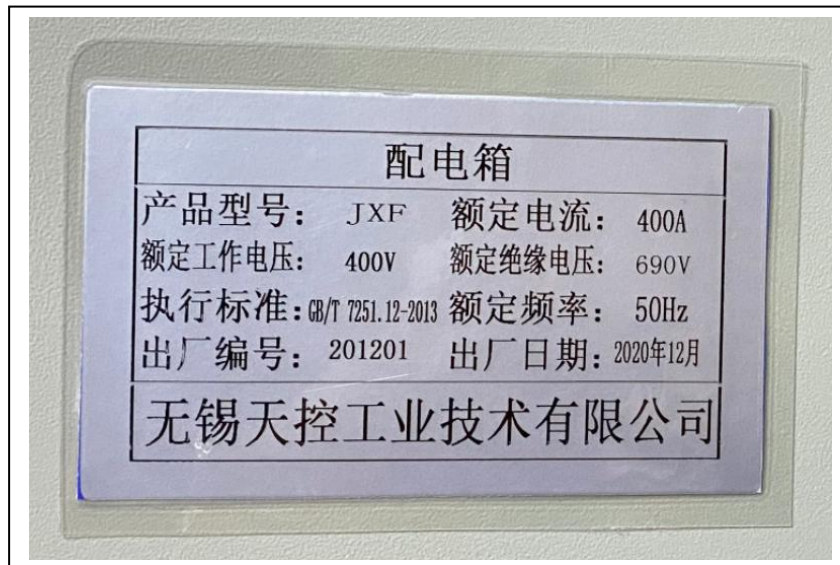 配电箱
产品型号: JXF 额定电流: 400A
额定工作电压: 400V 额定绝缘电压: 690V
执行标准: GB/T 7251.12-2013 额定频率: 50Hz
出厂编号: 201201 出厂日期: 2020年12月
无锡天控工业技术有限公司